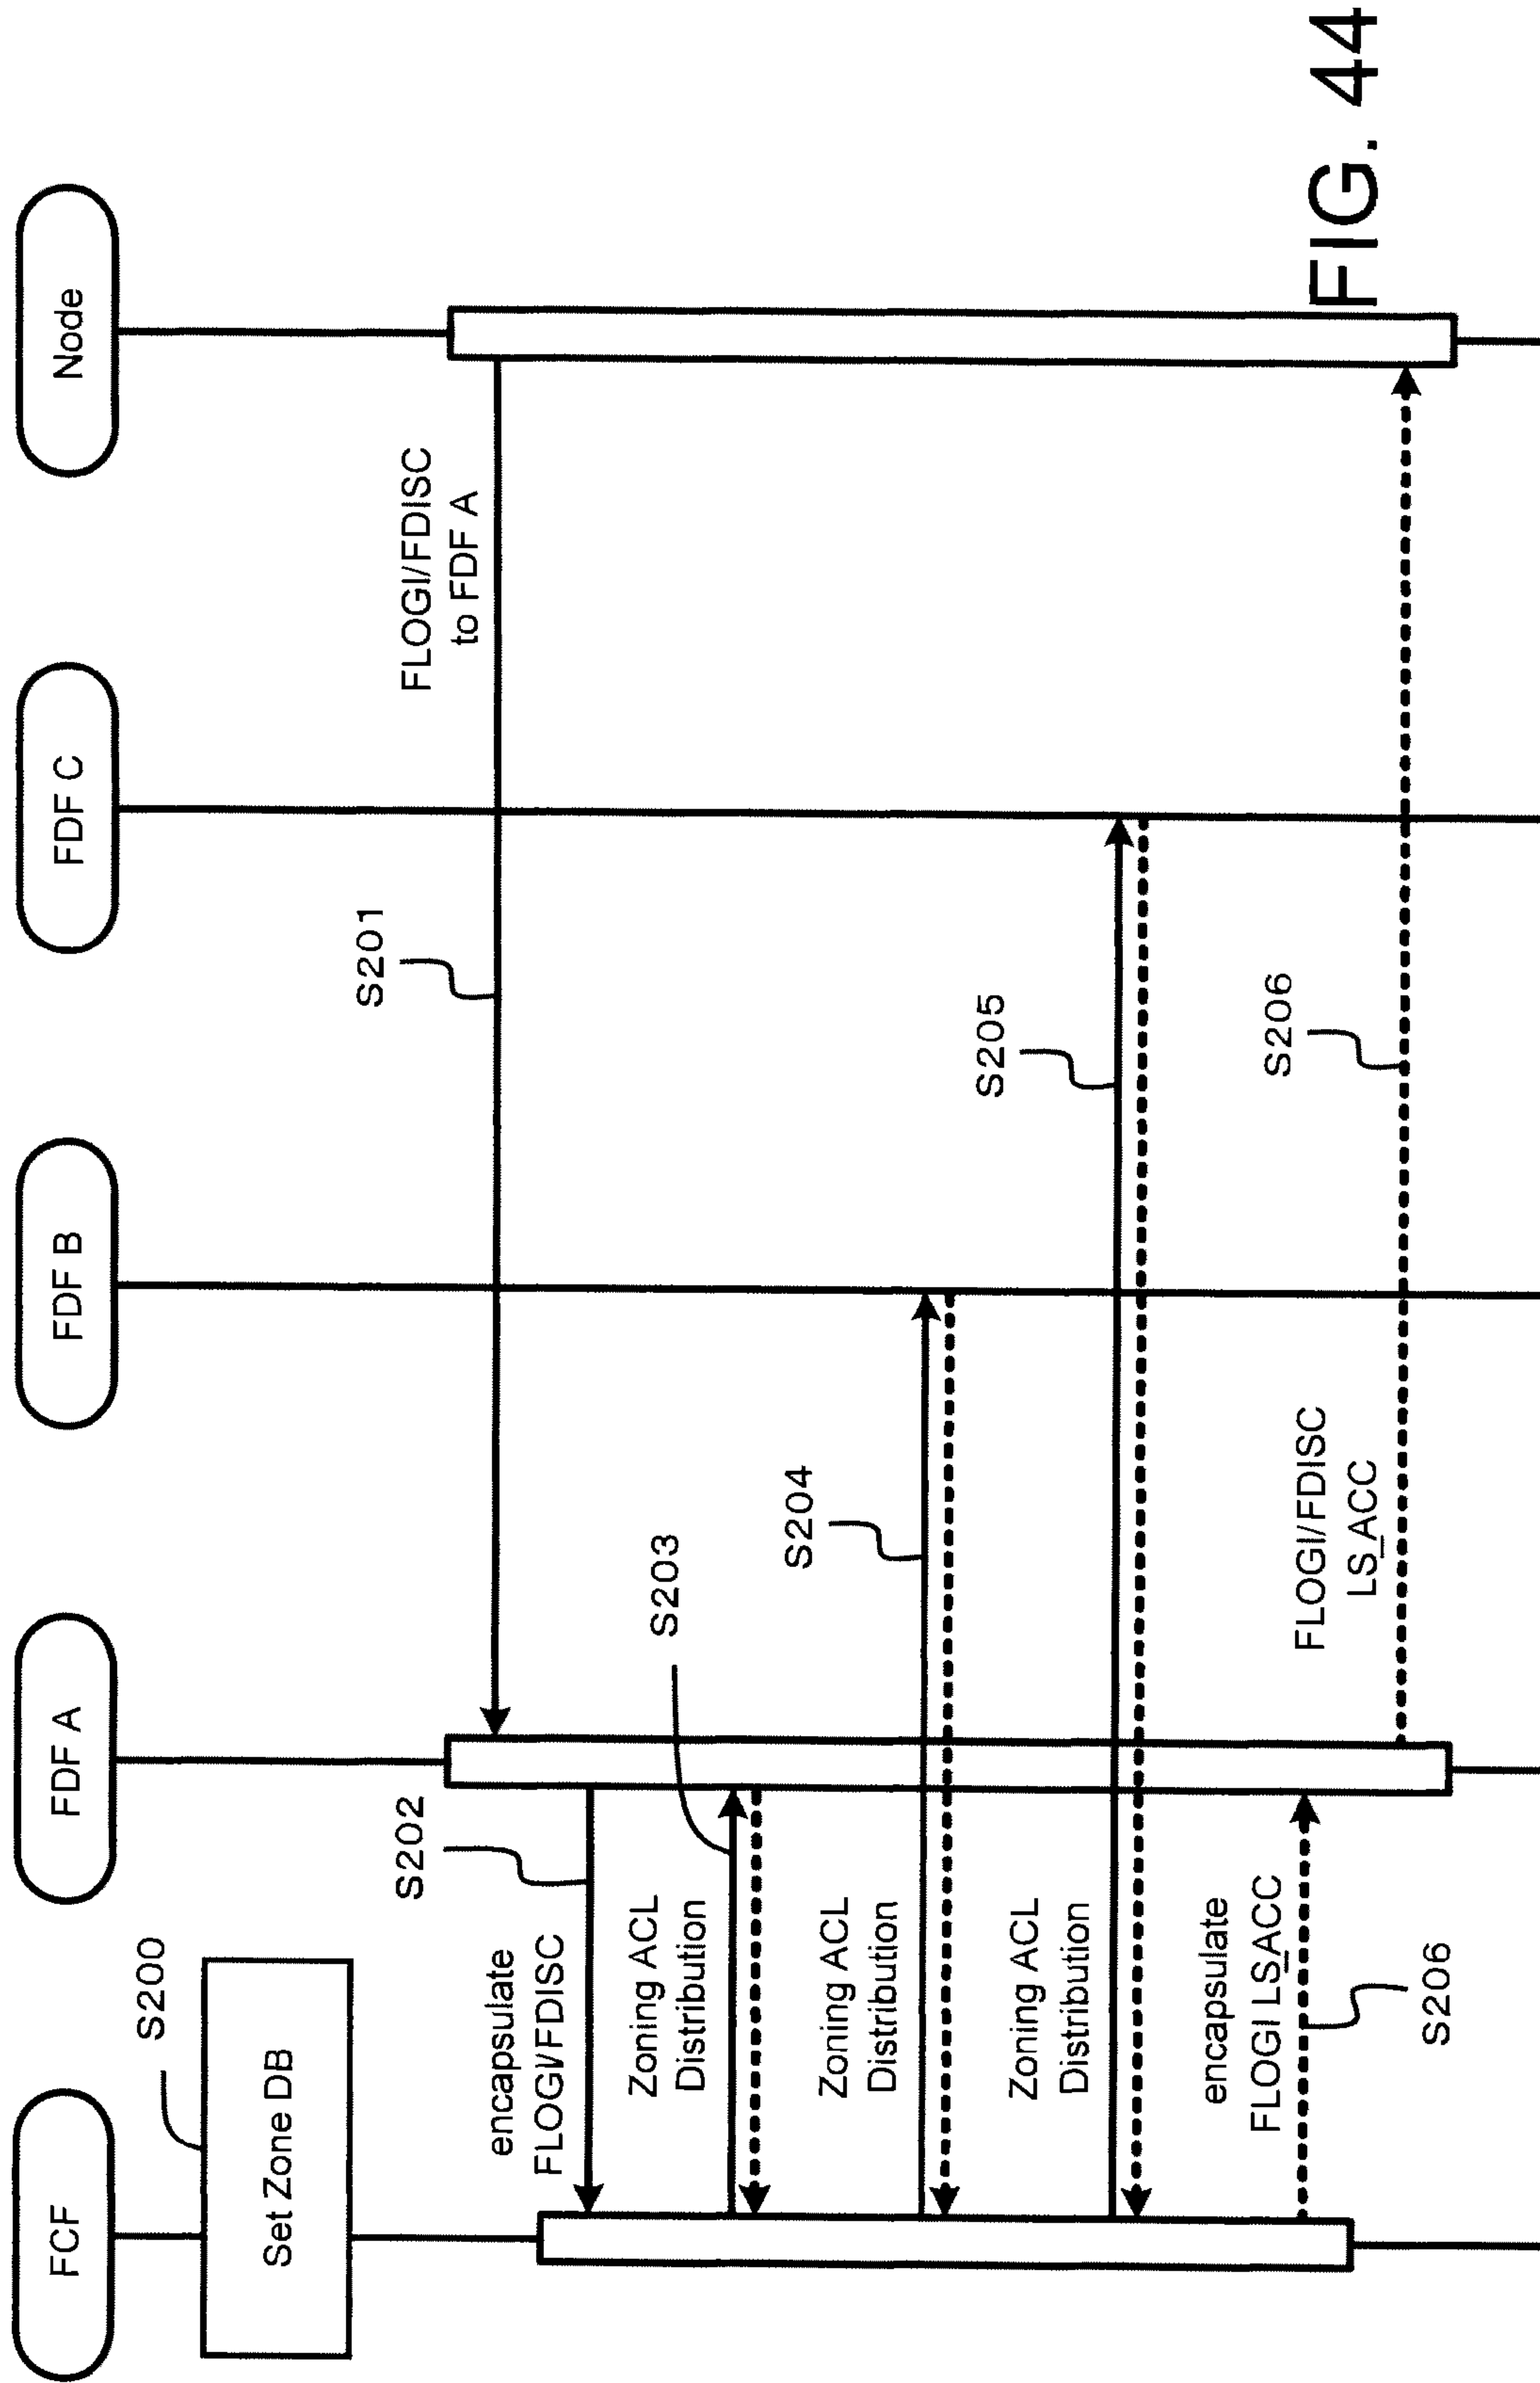 FCF
FDF A
FDF B
FDF C
Node
S200
Set Zone DB
S201
FLOGI/FDISC
to FDF A
S202
encapsulate
FLOGI/FDISC
S203
Zoning ACL
Distribution
S204
Zoning ACL
Distribution
S205
Zoning ACL
Distribution
encapsulate
FLOGI LS_ACC
S206
FLOGI/FDISC
LS_ACC
S206
FIG. 44